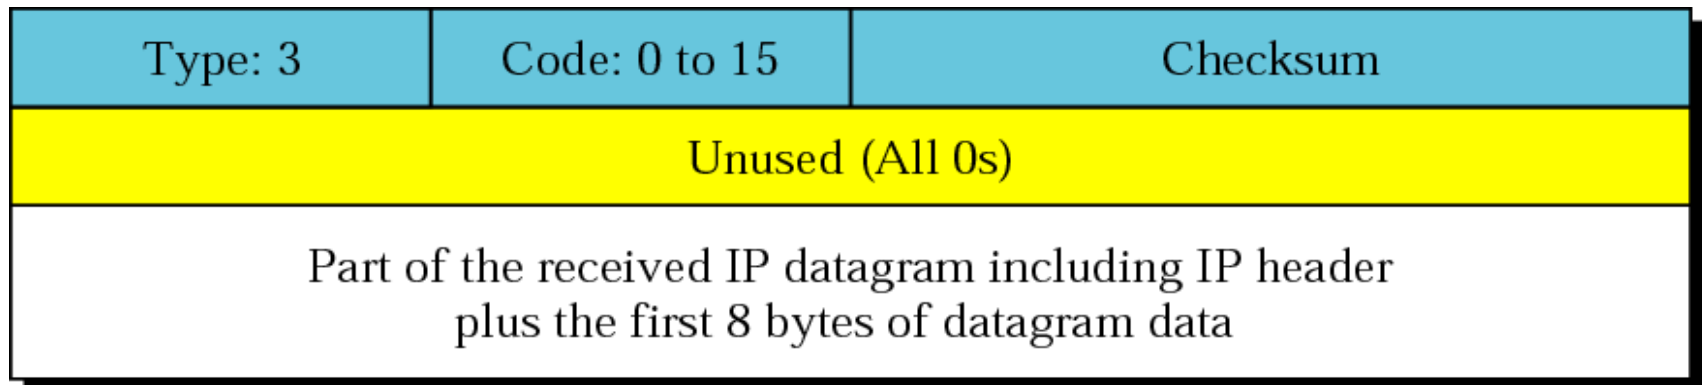 Type: 3
Code: 0 to 15
Checksum
Unused (All 0s)
Part of the received IP datagram including IP header
plus the first 8 bytes of datagram data